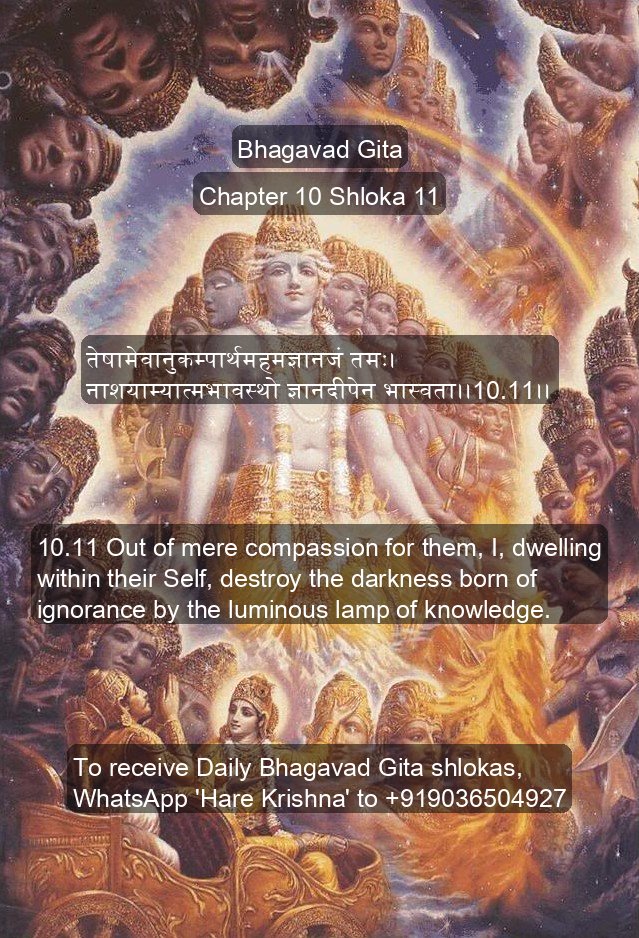 Bhagavad Gita
Chapter 10 Shloka 11
तेषामेवानुकम्पार्थमहमज्ञानजं तमः।
नाशयाम्यात्मभावस्थो ज्ञानदीपेन भास्वता।।10.11।।
10.11 Out of mere compassion for them, I, dwelling
within their Self, destroy the darkness born of
ignorance by the luminous lamp of knowledge.
To receive Daily Bhagavad Gita shlokas,
WhatsApp 'Hare Krishna' to +919036504927